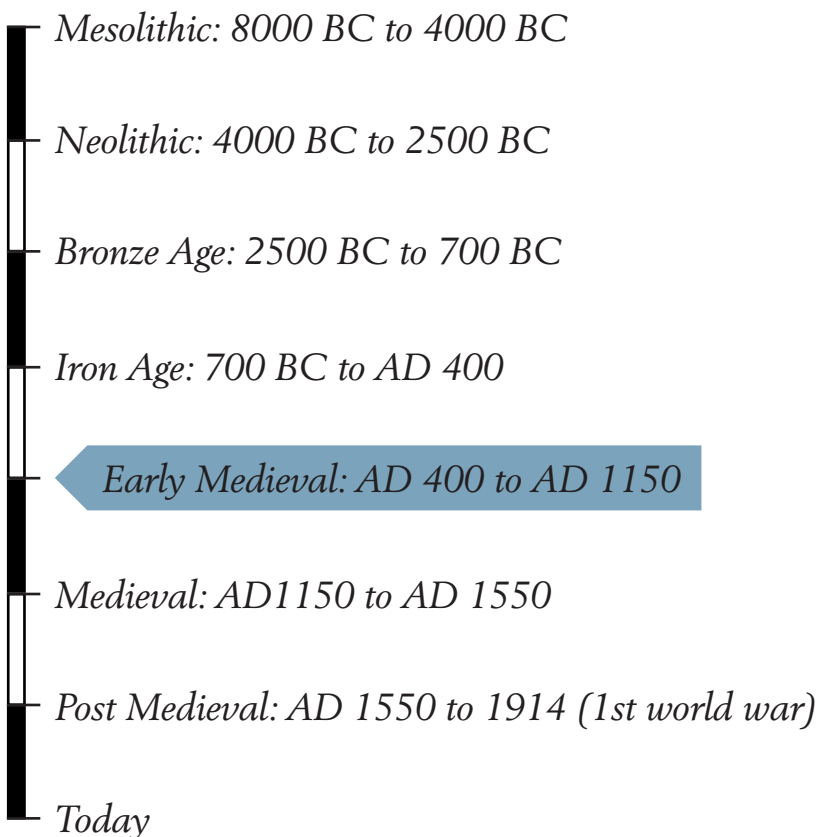 Mesolithic: 8000 BC to 4000 BC
Neolithic: 4000 BC to 2500 BC
Bronze Age: 2500 BC to 700 BC
Iron Age: 700 BC to AD 400
Early Medieval: AD 400 to AD 1150
Medieval: AD1150 to AD 1550
Post Medieval: AD 1550 to 1914 (1st world war)
Today